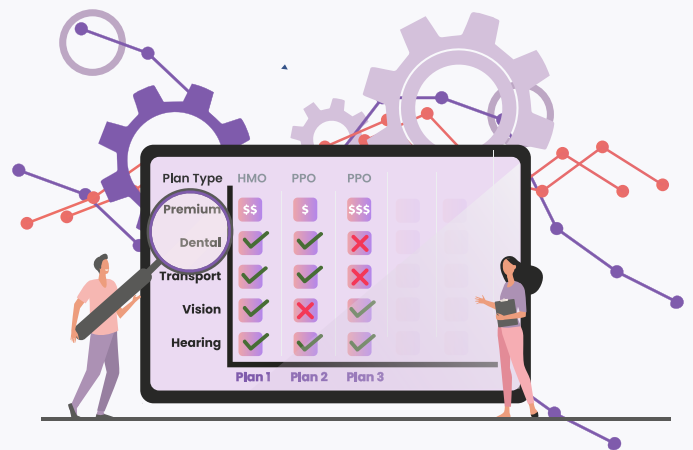 Plan Type HMO PPO PPO
Premium $$ $ $$$
Dental
Transport
Vision
Hearing
Plan 1 Plan 2 Plan 3